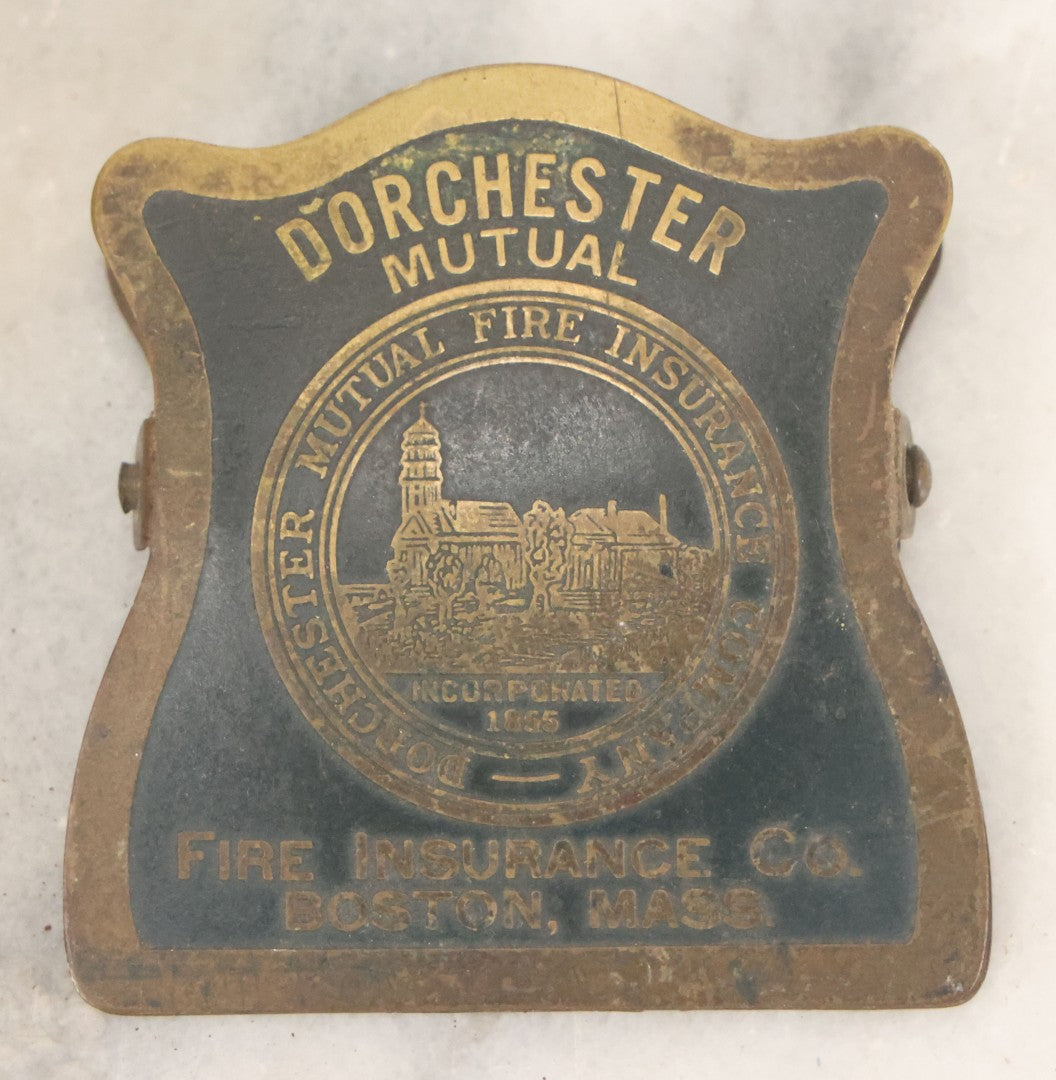 DORCHESTER
MUTUAL
DORCHESTER MUTUAL FIRE INSURANCE COMPANY
INCORPORATED
1855
FIRE INSURANCE CO.
BOSTON, MASS.